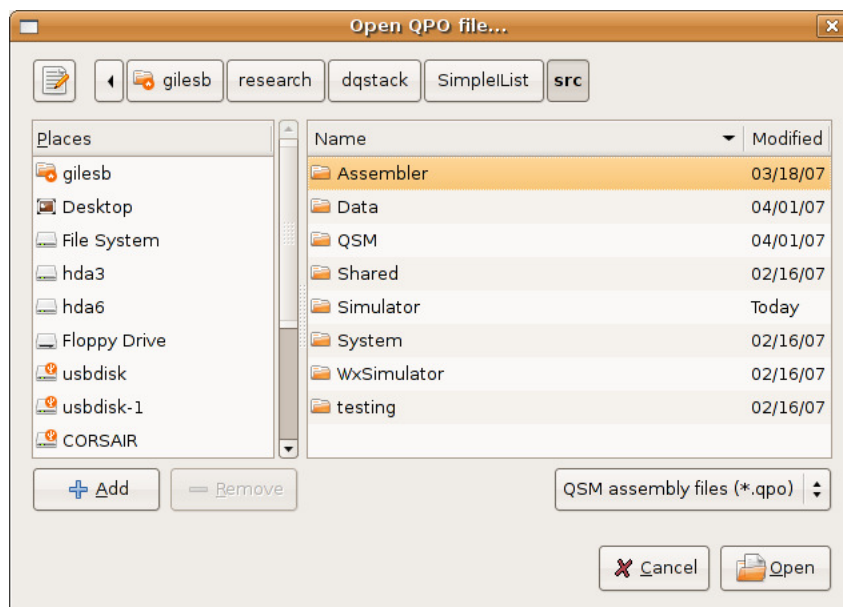 Open QPO file...
gilesb research dqstack SimpleIList src
Places
gilesb
Desktop
File System
hda3
hda6
Floppy Drive
usbdisk
usbdisk-1
CORSAIR
Name Modified
Assembler 03/18/07
Data 04/01/07
QSM 04/01/07
Shared 02/16/07
Simulator Today
System 02/16/07
WxSimulator 02/16/07
testing 02/16/07
Add Remove
QSM assembly files (*.qpo)
Cancel Open